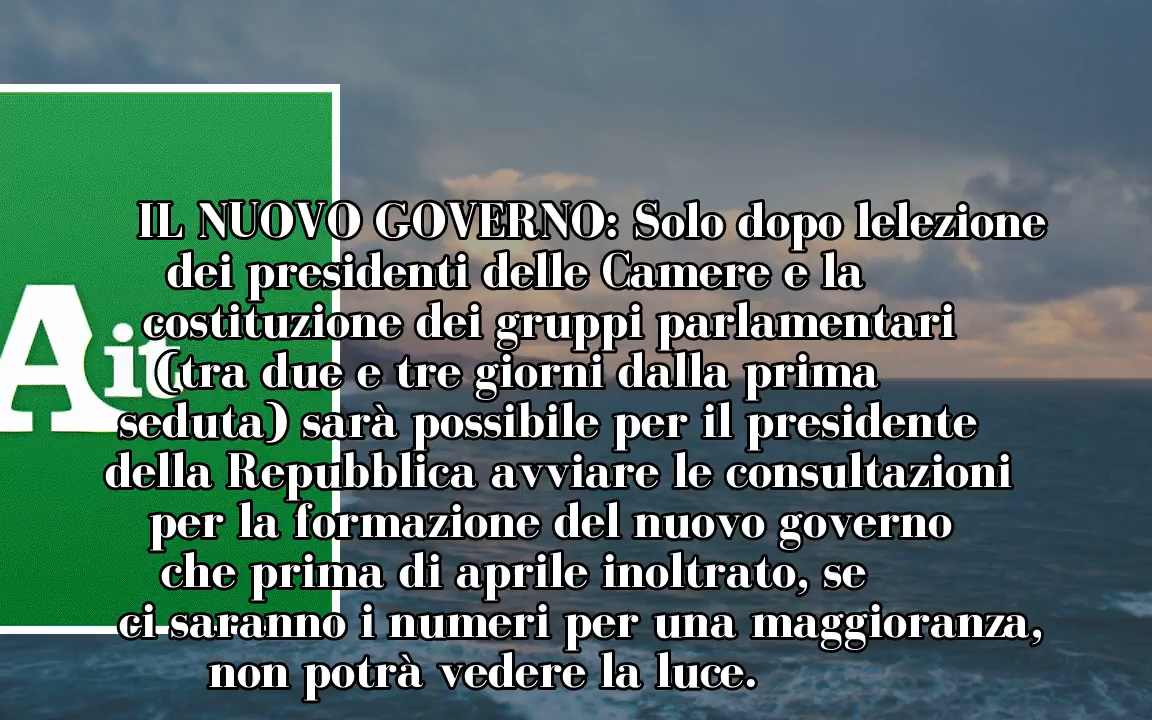 IL NUOVO GOVERNO: Solo dopo lelezione
dei presidenti delle Camere e la
costituzione dei gruppi parlamentari
(tra due e tre giorni dalla prima
seduta) sarà possibile per il presidente
della Repubblica avviare le consultazioni
per la formazione del nuovo governo
che prima di aprile inoltrato, se
ci saranno i numeri per una maggioranza,
non potrà vedere la luce.
A it